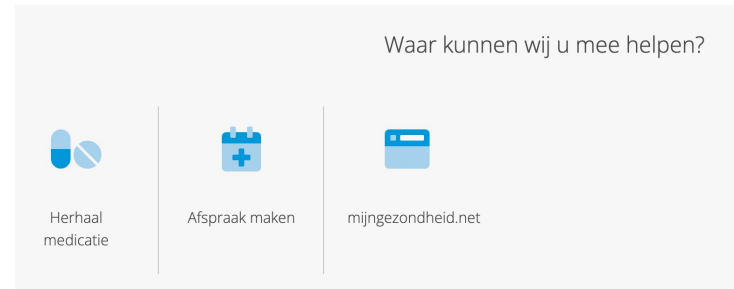 Waar kunnen wij u mee helpen?
Herhaal
medicatie
Afspraak maken
mijngezondheid.net